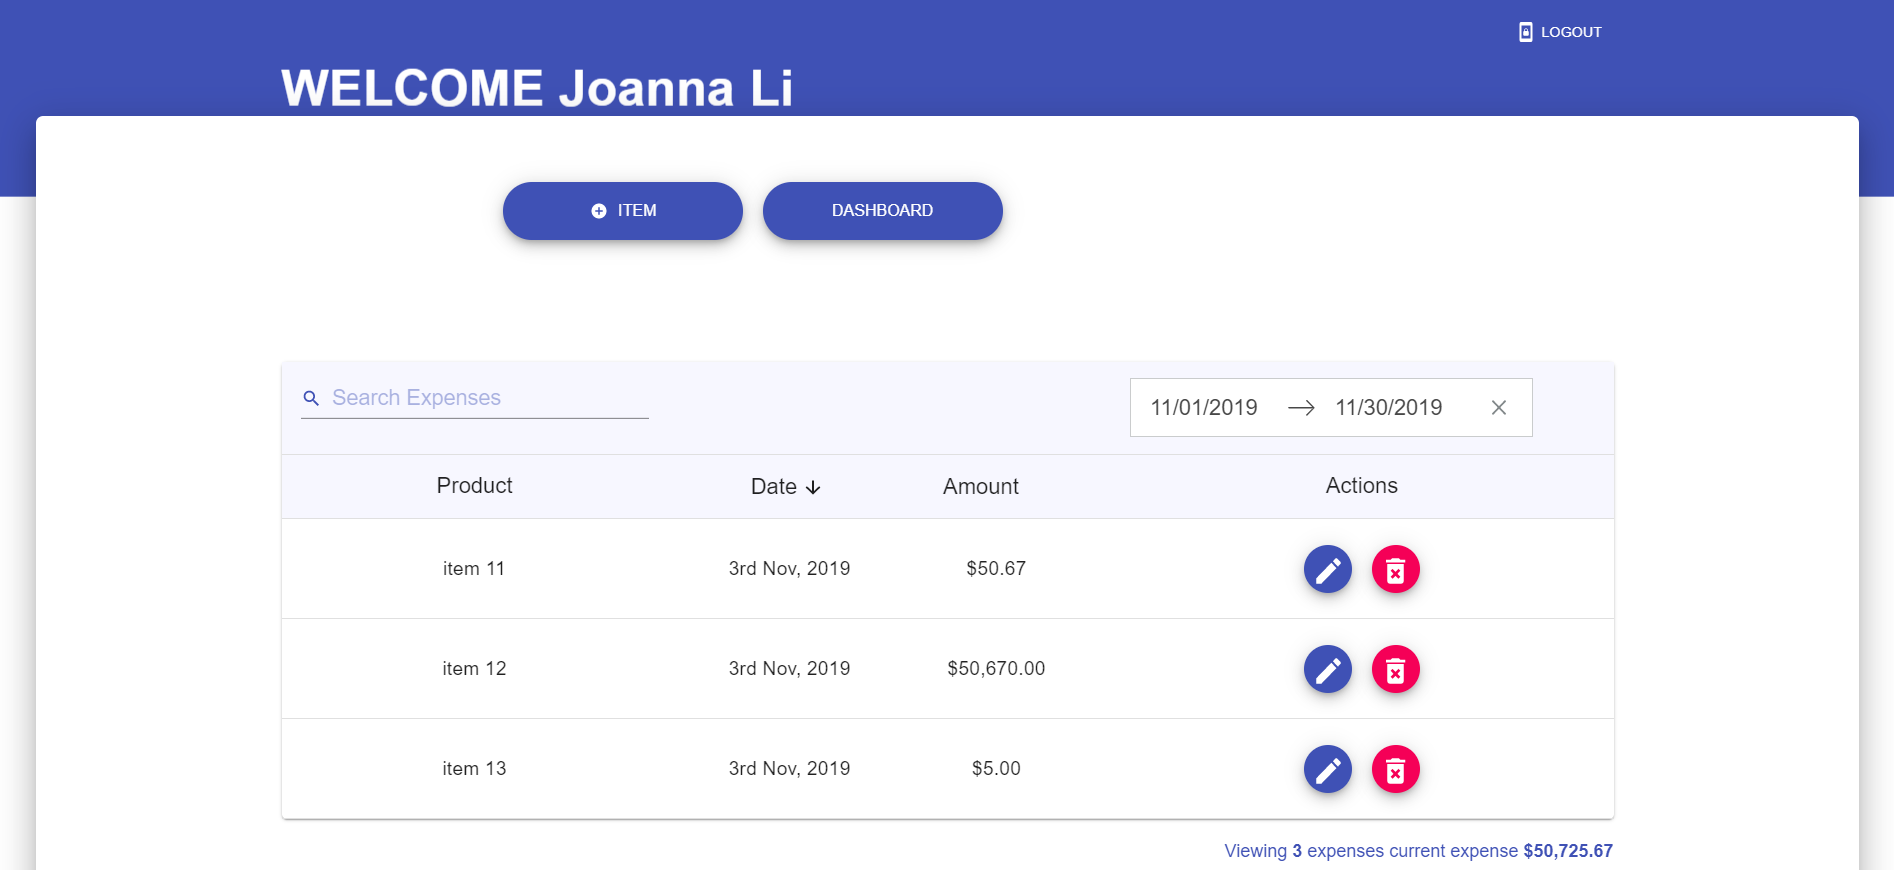 LOGOUT
WELCOME Joanna Li
ITEM DASHBOARD
Search Expenses 11/01/2019 11/30/2019
Product Date Amount Actions
item 11 3rd Nov, 2019 $50.67
item 12 3rd Nov, 2019 $50,670.00
item 13 3rd Nov, 2019 $5.00
Viewing 3 expenses current expense $50,725.67